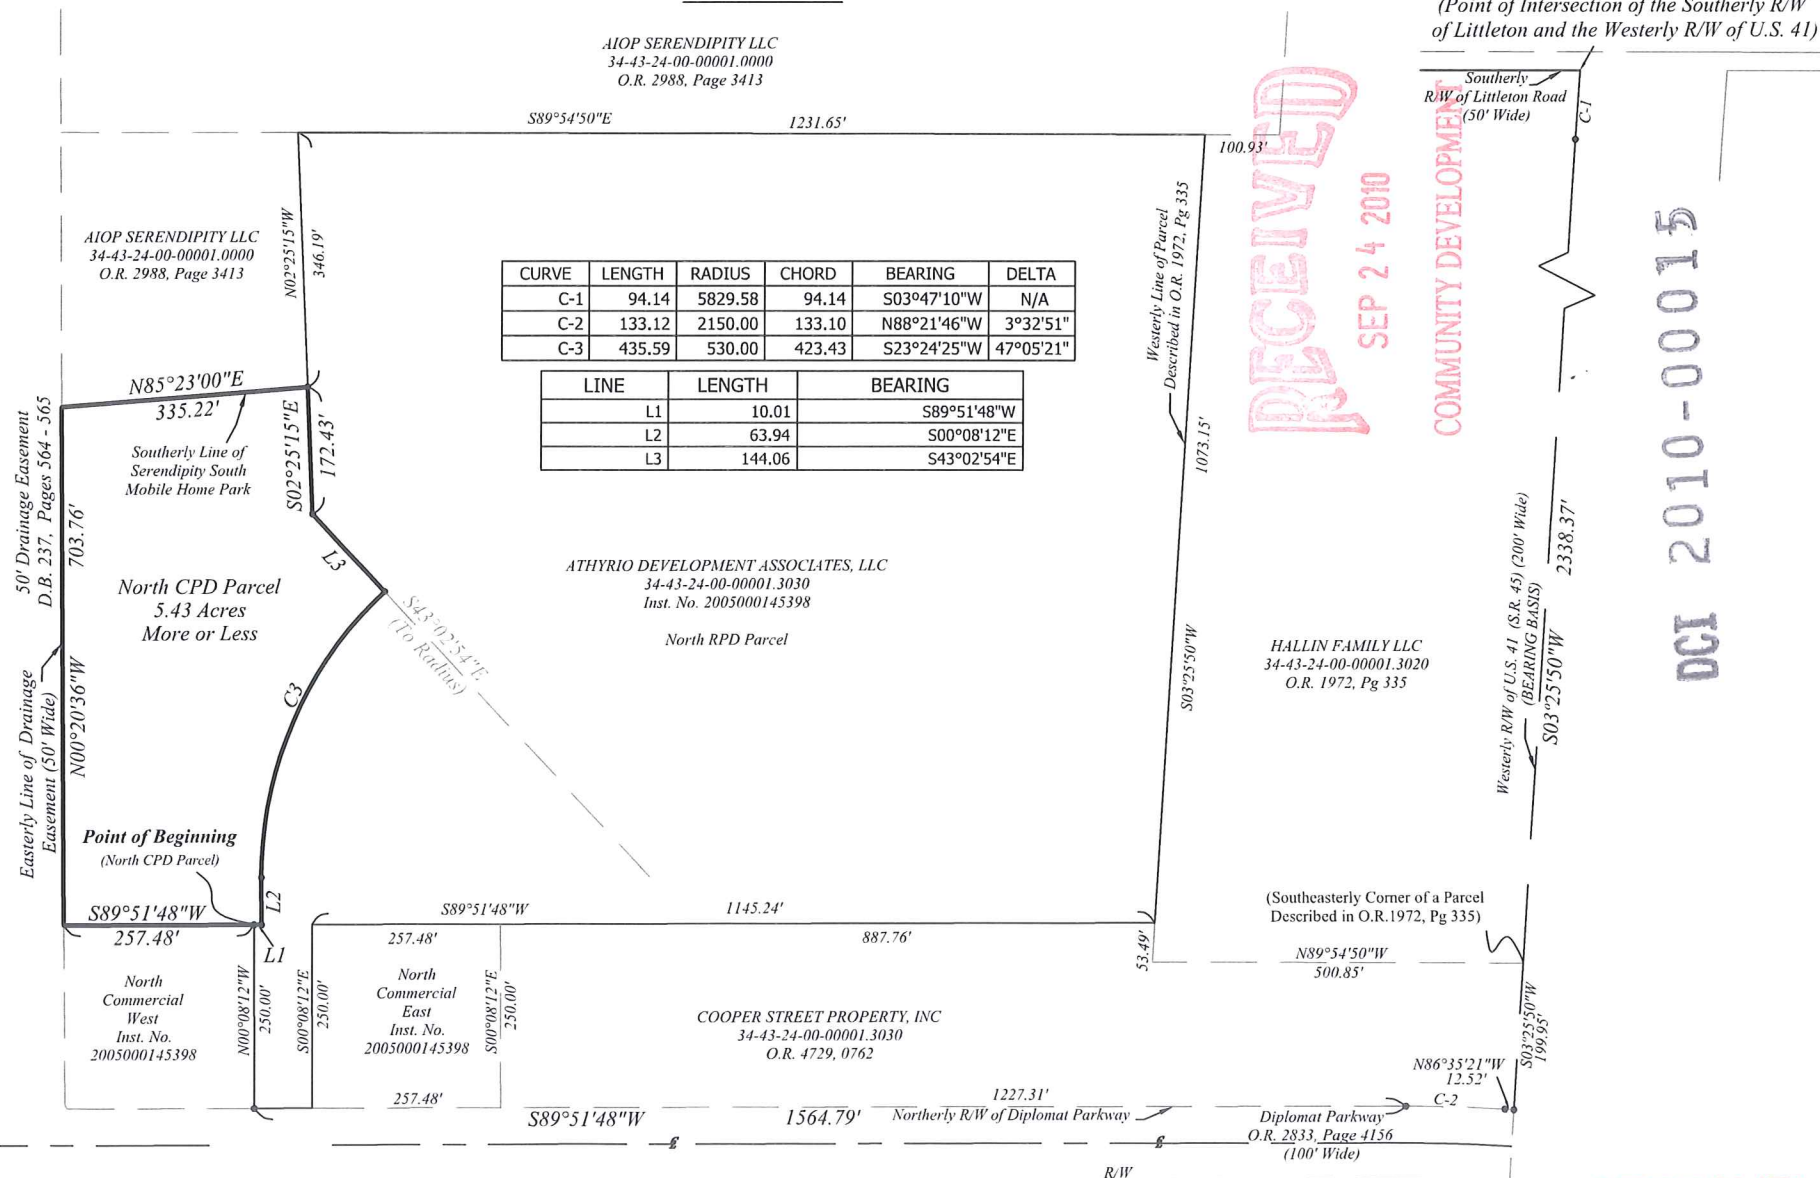 (Point of Intersection of the Southerly R/W
of Littleton and the Westerly R/W of U.S. 41)
AIOP SERENDIPITY LLC
34-43-24-00-00001.0000
O.R. 2988, Page 3413
Southerly
R/W of Littleton Road
(50' Wide)
C-1
S89°54'50"E
1231.65'
100.93'
RECEIVED
SEP 24 2010
COMMUNITY DEVELOPMENT
DCI 2010-00015
AIOP SERENDIPITY LLC
34-43-24-00-00001.0000
O.R. 2988, Page 3413
N02°25'15"W
346.19'
Westerly Line of Parcel
Described in O.R. 1972, Pg 335
CURVE LENGTH RADIUS CHORD BEARING DELTA
C-1 94.14 5829.58 94.14 S03º47'10"W N/A
C-2 133.12 2150.00 133.10 N88°21'46"W 3°32'51"
C-3 435.59 530.00 423.43 S23°24'25"W 47°05'21"
LINE LENGTH BEARING
L1 10.01 S89°51'48"W
L2 63.94 S00°08'12"E
L3 144.06 S43°02'54"E
N85°23'00"E
335.22'
Southerly Line of
Serendipity South
Mobile Home Park
S02°25'15"E
172.43'
1073.15'
50' Drainage Easement
D.B. 237, Pages 564 - 565
703.76'
L3
North CPD Parcel
5.43 Acres
More or Less
ATHYRIO DEVELOPMENT ASSOCIATES, LLC
34-43-24-00-00001.3030
Inst. No. 2005000145398
North RPD Parcel
S43°02'54"E
(To Radius)
HALLIN FAMILY LLC
34-43-24-00-00001.3020
O.R. 1972, Pg 335
S03°25'50"W
Westerly R/W of U.S. 41 (S.R. 45) (200' Wide)
(BEARING BASIS)
S03°25'50"W
2338.37'
C3
Easterly Line of Drainage
Easement (50' Wide)
N00°20'36"W
Point of Beginning
(North CPD Parcel)
L2
S89°51'48"W
257.48'
L1
S89°51'48"W
1145.24'
257.48'
887.76'
53.49'
(Southeasterly Corner of a Parcel
Described in O.R.1972, Pg 335)
N89°54'50"W
500.85'
North
Commercial
West
Inst. No.
2005000145398
N00°08'12"W
250.00'
S00°08'12"E
250.00'
North
Commercial
East
Inst. No.
2005000145398
S00°08'12"E
250.00'
COOPER STREET PROPERTY, INC
34-43-24-00-00001.3030
O.R. 4729, 0762
S03°25'50"W
199.95'
N86°35'21"W
12.52'
C-2
257.48'
1227.31'
S89°51'48"W
1564.79'
Northerly R/W of Diplomat Parkway
Diplomat Parkway
O.R. 2833, Page 4156
(100' Wide)
R/W